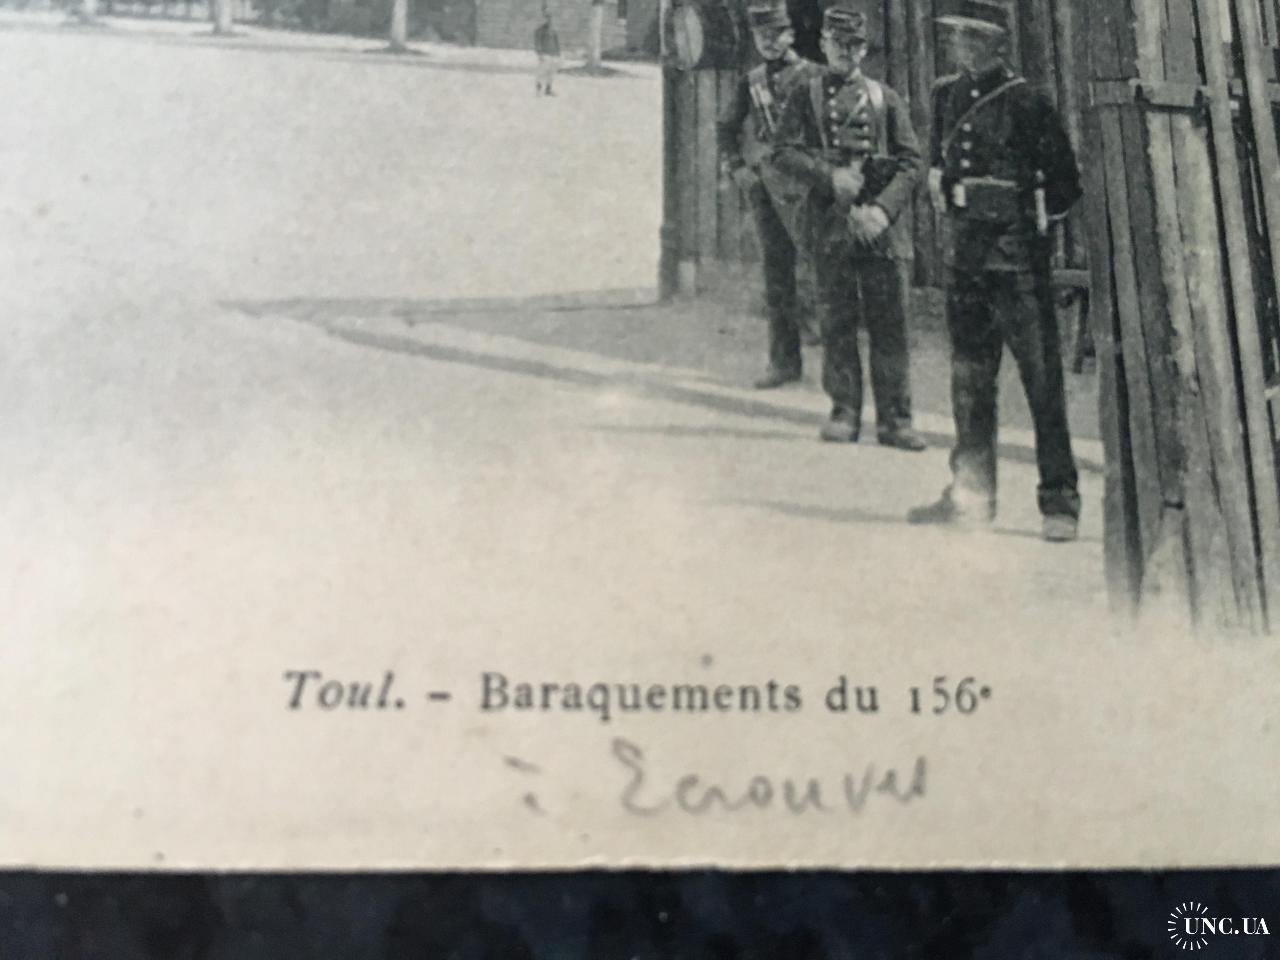 Toul. - Baraquements du 156e
à Ecrouves
UNC.UA